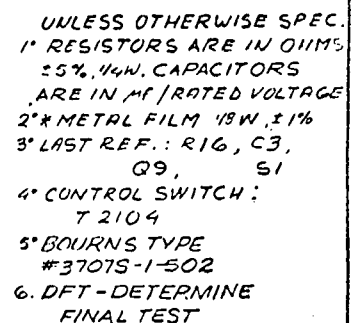 UNLESS OTHERWISE SPEC.
1• RESISTORS ARE IN OHMS
±5%, 1/4W. CAPACITORS
ARE IN µf/RATED VOLTAGE
2•* METAL FILM 1/8W, ±1%
3• LAST REF.: R16, C3,
Q9, S1
4• CONTROL SWITCH:
T 2104
5• BOURNS TYPE
#3707S-1-502
6. DFT-DETERMINE
FINAL TEST